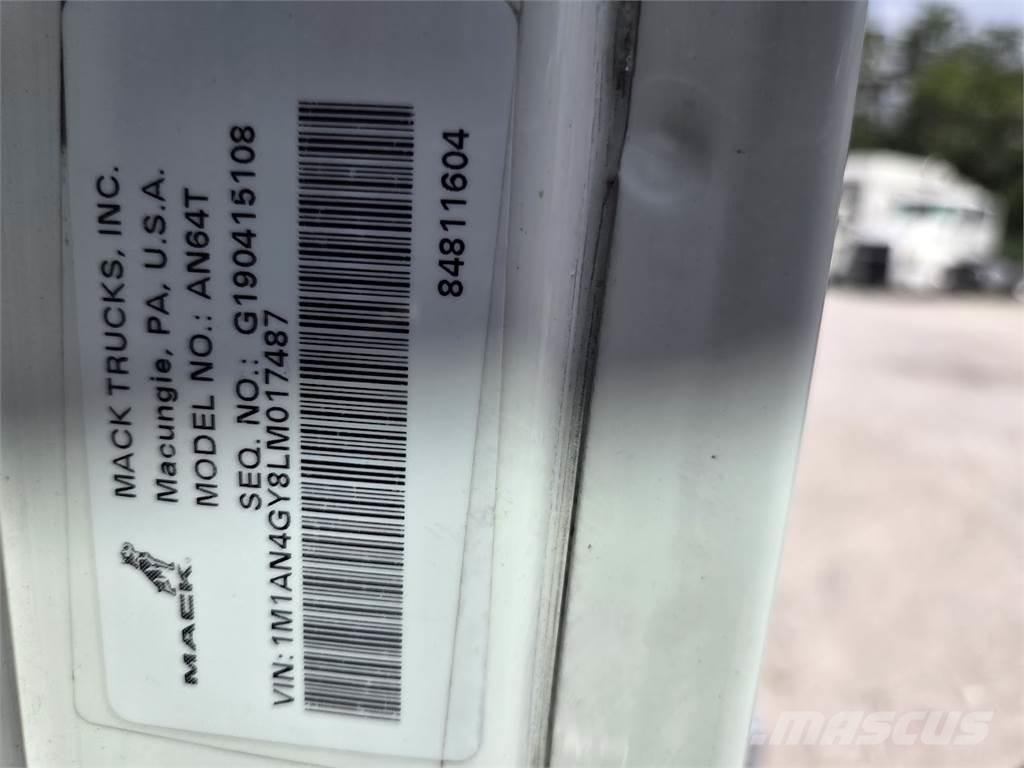 MACK TRUCKS, INC.
Macungie, PA, U.S.A.
MODEL NO.: AN64T
SEQ. NO.: G190415108
MACK
VIN: 1M1AN4GY8LM017487
84811604
MASCUS